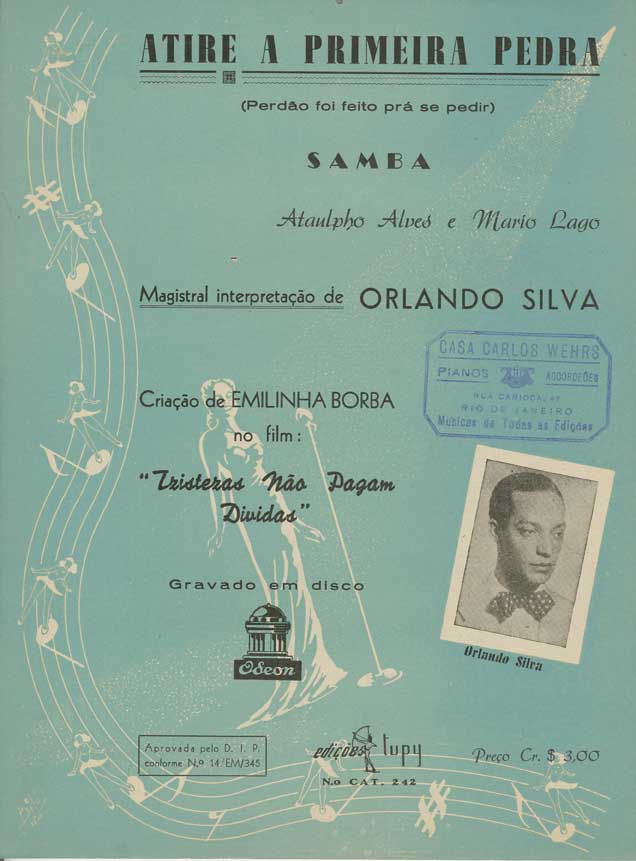 ATIRE A PRIMEIRA PEDRA
(Perdão foi feito prá se pedir)
SAMBA
Ataulpho Alves e Mario Lago
Magistral interpretação de ORLANDO SILVA
CASA CARLOS WEHRS
PIANOS ACCORDEÕES
RUA CARIOCA, 47
RIO DE JANEIRO
Musicas de Todas as Edições
Criação de EMILINHA BORBA
no film:
"Tristezas Não Pagam
Dividas"
Gravado em disco
Odeon
Orlando Silva
Aprovada pelo D. I. P.
conforme N.º 14/EM/345
edições tupy
N.o CAT. 242
Preço Cr. $ 3,00